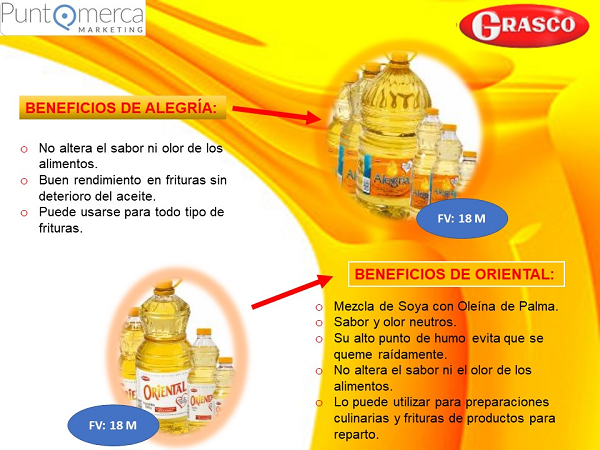 PuntQmerca
MARKETING
GRASCO
BENEFICIOS DE ALEGRÍA:
o No altera el sabor ni olor de los
alimentos.
o Buen rendimiento en frituras sin
deterioro del aceite.
o Puede usarse para todo tipo de
frituras.
Alegría
FV: 18 M
BENEFICIOS DE ORIENTAL:
o Mezcla de Soya con Oleína de Palma.
o Sabor y olor neutros.
o Su alto punto de humo evita que se
queme raídamente.
o No altera el sabor ni el olor de los
alimentos.
o Lo puede utilizar para preparaciones
culinarias y frituras de productos para
reparto.
GRASCO
ORIENTAL
FV: 18 M